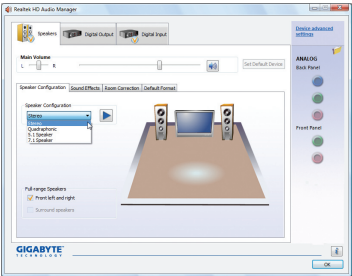 Realtek HD Audio Manager
Speakers
Digital Output
Digital Input
Device advanced
settings
Main Volume
L
R
Set Default Device
ANALOG
Back Panel
Speaker Configuration
Sound Effects
Room Correction
Default Format
Speaker Configuration
Stereo
Stereo
Quadraphonic
5.1 Speaker
7.1 Speaker
Front Panel
Full-range Speakers
Front left and right
Surround speakers
GIGABYTE™
TECHNOLOGY
OK